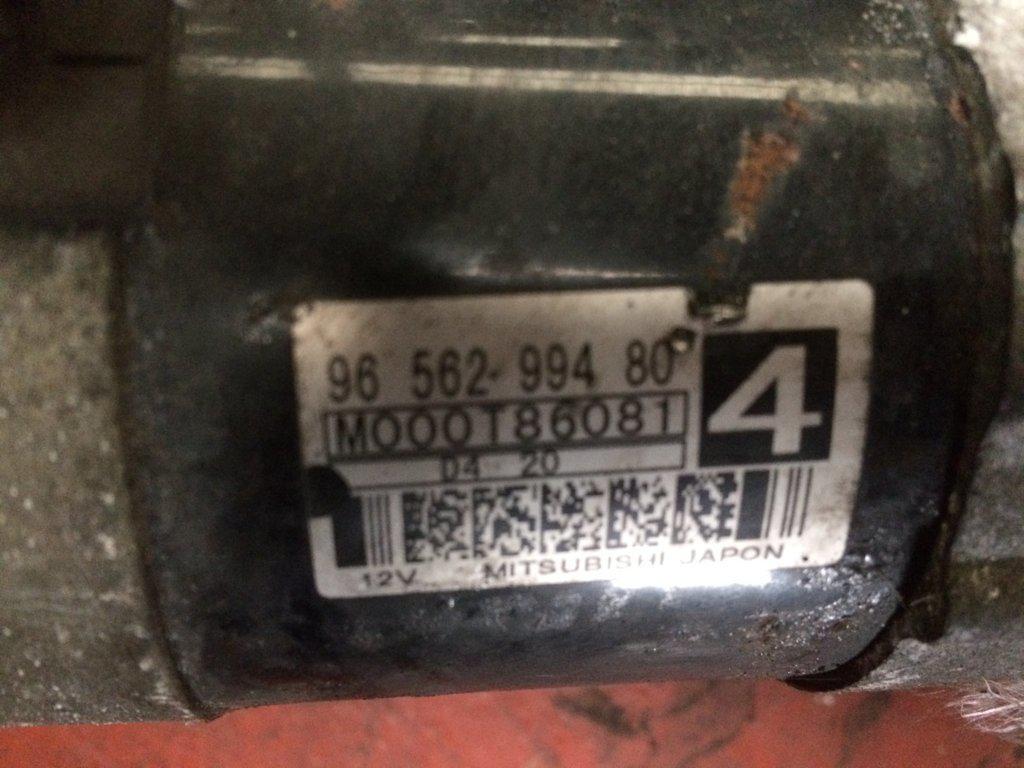 96 562 994 80
4
M000T86081
D4 20
12V MITSUBISHI JAPON